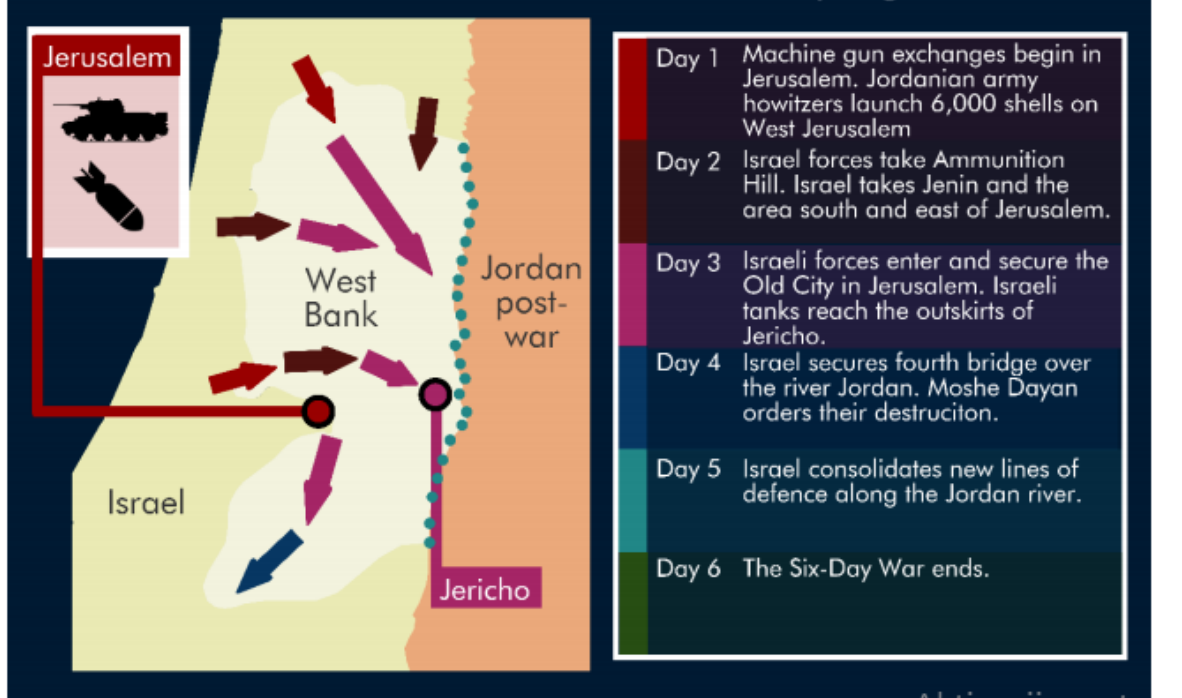 Jerusalem
West
Bank
Jordan
post-
war
Israel
Jericho
Day 1 Machine gun exchanges begin in
Jerusalem. Jordanian army
howitzers launch 6,000 shells on
West Jerusalem
Day 2 Israel forces take Ammunition
Hill. Israel takes Jenin and the
area south and east of Jerusalem.
Day 3 Israeli forces enter and secure the
Old City in Jerusalem. Israeli
tanks reach the outskirts of
Jericho.
Day 4 Israel secures fourth bridge over
the river Jordan. Moshe Dayan
orders their destruciton.
Day 5 Israel consolidates new lines of
defence along the Jordan river.
Day 6 The Six-Day War ends.